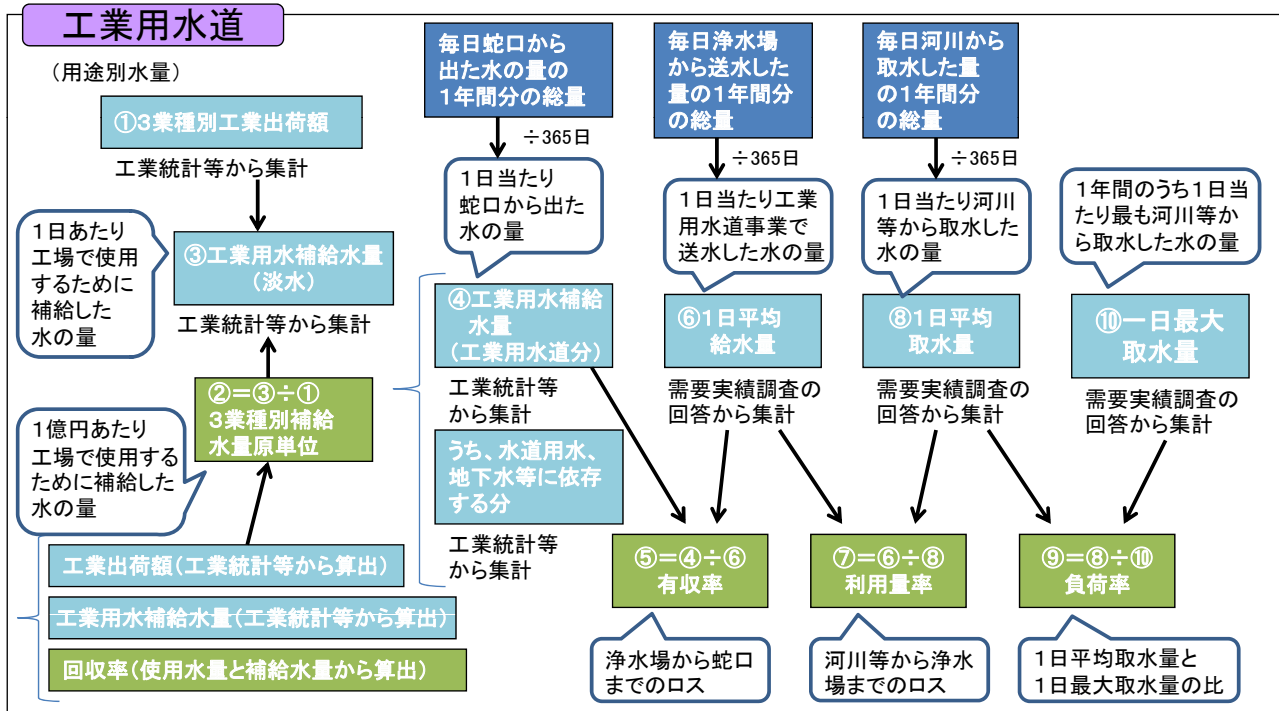 工業用水道
(用途別水量)
①3業種別工業出荷額
工業統計等から集計
1日あたり
工場で使用
するために
補給した
水の量
③工業用水補給水量
(淡水)
工業統計等から集計
②=③÷①
3業種別補給
水量原単位
1億円あたり
工場で使用する
ために補給した
水の量
工業出荷額(工業統計等から算出)
工業用水補給水量(工業統計等から算出)
回収率(使用水量と補給水量から算出)
毎日蛇口から
出た水の量の
1年間分の総量
÷365日
1日当たり
蛇口から出た
水の量
④工業用水補給
水量
(工業用水道分)
工業統計等
から集計
うち、水道用水、
地下水等に依存
する分
工業統計等
から集計
毎日浄水場
から送水した
量の1年間分
の総量
÷365日
1日当たり工業
用水道事業で
送水した水の量
⑥1日平均
給水量
需要実績調査の
回答から集計
⑤=④÷⑥
有収率
浄水場から蛇口
までのロス
毎日河川から
取水した量
の1年間分
の総量
÷365日
1日当たり河川
等から取水した
水の量
⑧1日平均
取水量
需要実績調査の
回答から集計
⑦=⑥÷⑧
利用量率
河川等から浄水
場までのロス
1年間のうち1日当
たり最も河川等か
ら取水した水の量
⑩一日最大
取水量
需要実績調査の
回答から集計
⑨=⑧÷⑩
負荷率
1日平均取水量と
1日最大取水量の比